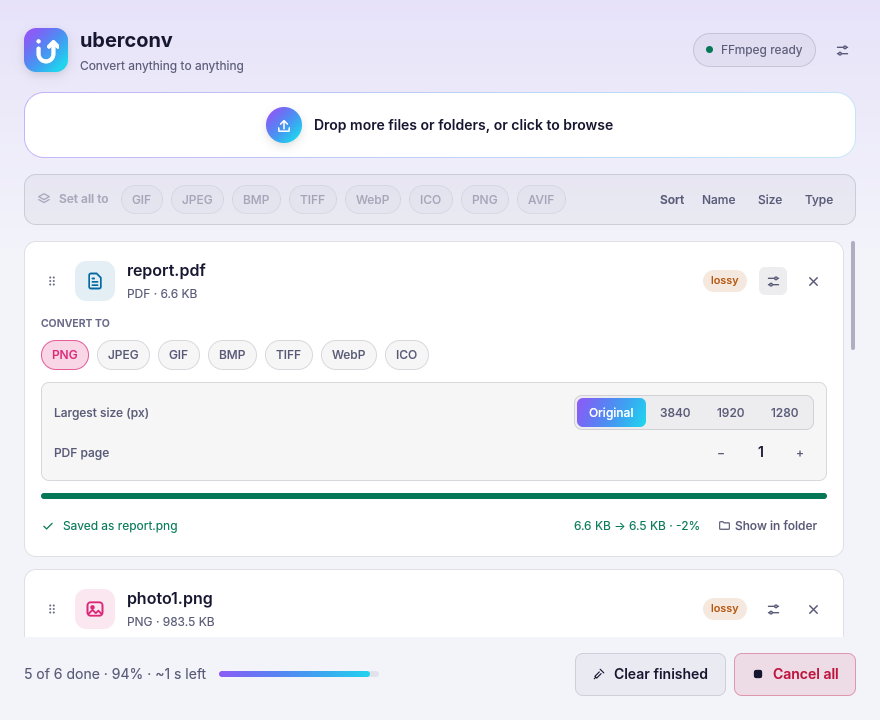 uberconv
Convert anything to anything
FFmpeg ready
Drop more files or folders, or click to browse
Set all to GIF JPEG BMP TIFF WebP ICO PNG AVIF Sort Name Size Type
report.pdf
PDF · 6.6 KB
lossy
CONVERT TO
PNG JPEG GIF BMP TIFF WebP ICO
Largest size (px) Original 3840 1920 1280
PDF page − 1 +
Saved as report.png 6.6 KB → 6.5 KB · -2% Show in folder
photo1.png
PNG · 983.5 KB
lossy
5 of 6 done · 94% · ~1 s left Clear finished Cancel all